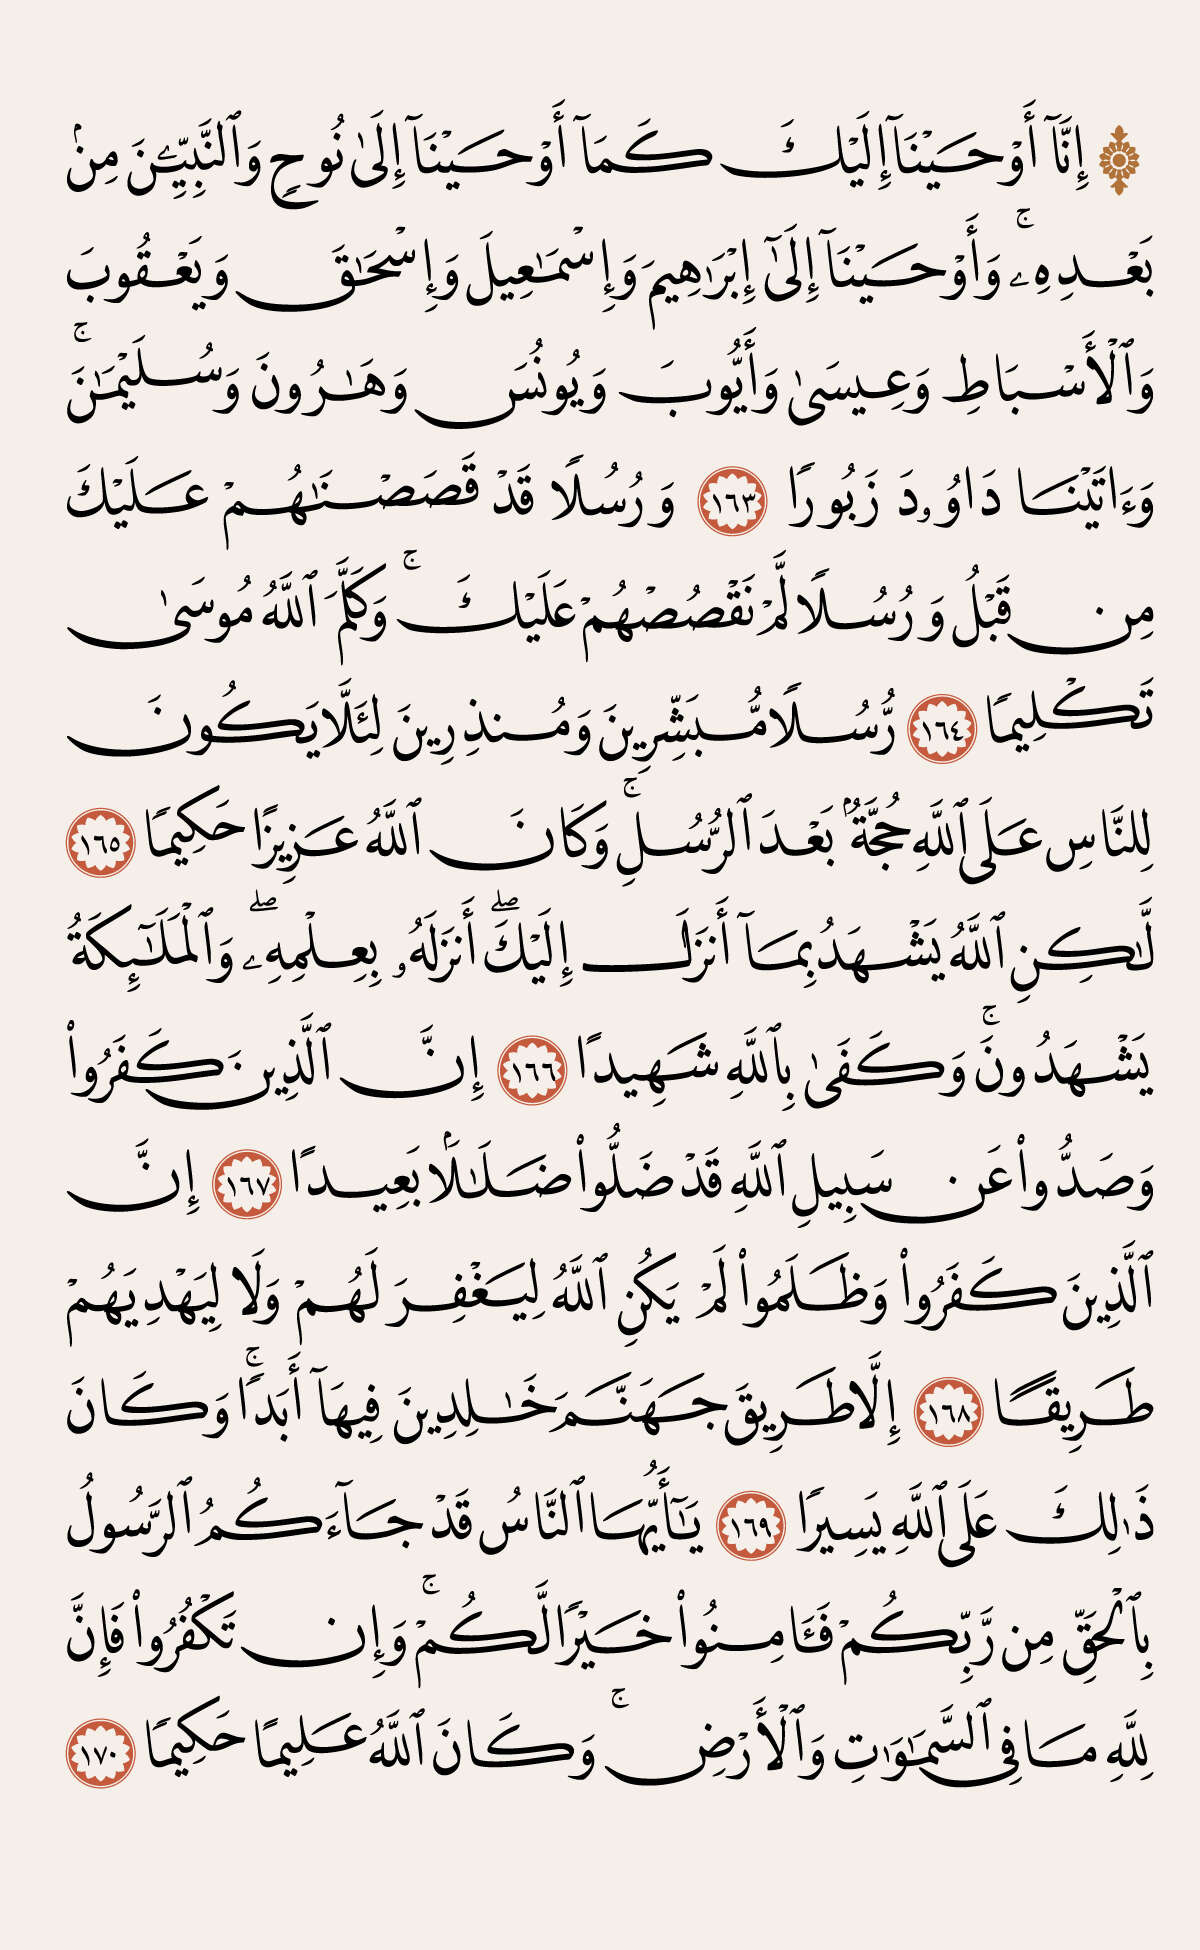 ۞ إِنَّآ أَوْحَيْنَآ إِلَيْكَ كَمَآ أَوْحَيْنَآ إِلَىٰ نُوحٍ وَٱلنَّبِيِّـۧنَ مِنۢ
بَعْدِهِۦۚ وَأَوْحَيْنَآ إِلَىٰٓ إِبْرَٰهِيمَ وَإِسْمَـٰعِيلَ وَإِسْحَـٰقَ وَيَعْقُوبَ
وَٱلْأَسْبَاطِ وَعِيسَىٰ وَأَيُّوبَ وَيُونُسَ وَهَـٰرُونَ وَسُلَيْمَـٰنَۚ
وَءَاتَيْنَا دَاوُۥدَ زَبُورًا ١٦٣ وَرُسُلًا قَدْ قَصَصْنَـٰهُمْ عَلَيْكَ
مِن قَبْلُ وَرُسُلًا لَّمْ نَقْصُصْهُمْ عَلَيْكَۚ وَكَلَّمَ ٱللَّهُ مُوسَىٰ
تَكْلِيمًا ١٦٤ رُّسُلًا مُّبَشِّرِينَ وَمُنذِرِينَ لِئَلَّا يَكُونَ
لِلنَّاسِ عَلَى ٱللَّهِ حُجَّةٌۢ بَعْدَ ٱلرُّسُلِۚ وَكَانَ ٱللَّهُ عَزِيزًا حَكِيمًا ١٦٥
لَّـٰكِنِ ٱللَّهُ يَشْهَدُ بِمَآ أَنزَلَ إِلَيْكَۖ أَنزَلَهُۥ بِعِلْمِهِۦۖ وَٱلْمَلَـٰٓئِكَةُ
يَشْهَدُونَۚ وَكَفَىٰ بِٱللَّهِ شَهِيدًا ١٦٦ إِنَّ ٱلَّذِينَ كَفَرُوا۟
وَصَدُّوا۟ عَن سَبِيلِ ٱللَّهِ قَدْ ضَلُّوا۟ ضَلَـٰلًۢا بَعِيدًا ١٦٧ إِنَّ
ٱلَّذِينَ كَفَرُوا۟ وَظَلَمُوا۟ لَمْ يَكُنِ ٱللَّهُ لِيَغْفِرَ لَهُمْ وَلَا لِيَهْدِيَهُمْ
طَرِيقًا ١٦٨ إِلَّا طَرِيقَ جَهَنَّمَ خَـٰلِدِينَ فِيهَآ أَبَدًاۚ وَكَانَ
ذَٰلِكَ عَلَى ٱللَّهِ يَسِيرًا ١٦٩ يَـٰٓأَيُّهَا ٱلنَّاسُ قَدْ جَآءَكُمُ ٱلرَّسُولُ
بِٱلْحَقِّ مِن رَّبِّكُمْ فَـَٔامِنُوا۟ خَيْرًا لَّكُمْۚ وَإِن تَكْفُرُوا۟ فَإِنَّ
لِلَّهِ مَا فِى ٱلسَّمَـٰوَٰتِ وَٱلْأَرْضِۚ وَكَانَ ٱللَّهُ عَلِيمًا حَكِيمًا ١٧٠